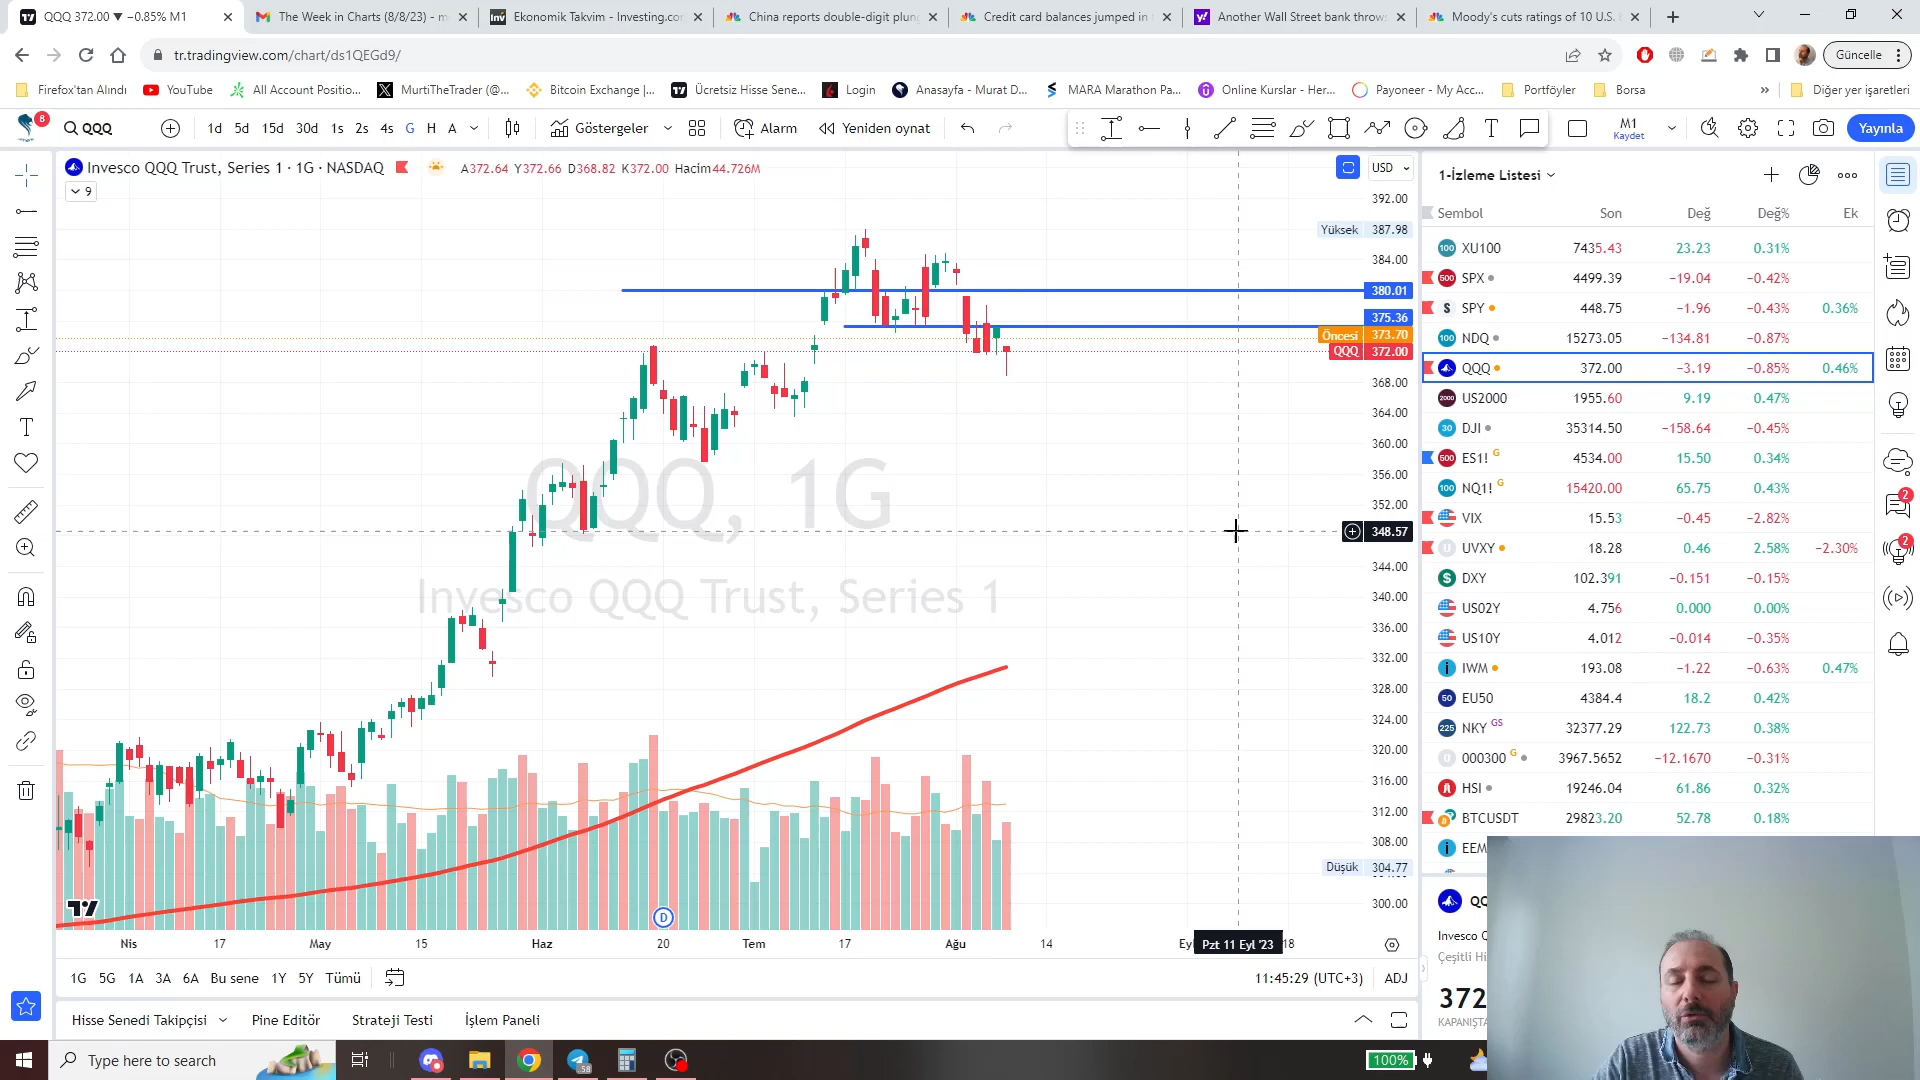 QQQ 372.00 ▼ −0.85% M1
The Week in Charts (8/8/23) - m
Ekonomik Takvim - Investing.co
China reports double-digit plun
Credit card balances jumped in
Another Wall Street bank throws
Moody's cuts ratings of 10 U.S.
tr.tradingview.com/chart/ds1QEGd9/
Güncelle
Firefox'tan Alındı
YouTube
All Account Positio...
MurtiTheTrader (@...
Bitcoin Exchange |...
Ücretsiz Hisse Sene...
Login
Anasayfa - Murat D...
MARA Marathon Pa...
Online Kurslar - Her...
Payoneer - My Acc...
Portföyler
Borsa
Diğer yer işaretleri
8
QQQ
1d 5d 15d 30d 1s 2s 4s G H A
Göstergeler
Alarm
Yeniden oynat
M1
Kaydet
Yayınla
Invesco QQQ Trust, Series 1 · 1G · NASDAQ
A372.64 Y372.66 D368.82 K372.00 Hacim44.726M
9
USD
QQQ, 1G
Invesco QQQ Trust, Series 1
392.00
Yüksek 387.98
384.00
380.01
375.36
Öncesi 373.70
QQQ 372.00
368.00
364.00
360.00
356.00
352.00
348.57
344.00
340.00
336.00
332.00
328.00
324.00
320.00
316.00
312.00
308.00
Düşük 304.77
300.00
D
Nis 17 May 15 Haz 20 Tem 17 Ağu 14 Pzt 11 Eyl '23 18
1G 5G 1A 3A 6A Bu sene 1Y 5Y Tümü
11:45:29 (UTC+3) ADJ
Hisse Senedi Takipçisi
Pine Editör
Strateji Testi
İşlem Paneli
1-İzleme Listesi
Sembol Son Değ Değ% Ek
XU100 7435.43 23.23 0.31%
SPX 4499.39 −19.04 −0.42%
SPY 448.75 −1.96 −0.43% 0.36%
NDQ 15273.05 −134.81 −0.87%
QQQ 372.00 −3.19 −0.85% 0.46%
US2000 1955.60 9.19 0.47%
DJI 35314.50 −158.64 −0.45%
ES1! G 4534.00 15.50 0.34%
NQ1! G 15420.00 65.75 0.43%
VIX 15.53 −0.45 −2.82%
UVXY 18.28 0.46 2.58% −2.30%
DXY 102.391 −0.151 −0.15%
US02Y 4.756 0.000 0.00%
US10Y 4.012 −0.014 −0.35%
IWM 193.08 −1.22 −0.63% 0.47%
EU50 4384.4 18.2 0.42%
NKY GS 32377.29 122.73 0.38%
000300 G 3967.5652 −12.1670 −0.31%
HSI 19246.04 61.86 0.32%
BTCUSDT 29823.20 52.78 0.18%
EEM
2
2
QQ
Invesco Q
Çeşitli Hi
372
KAPANIŞTA
Type here to search
58
100%